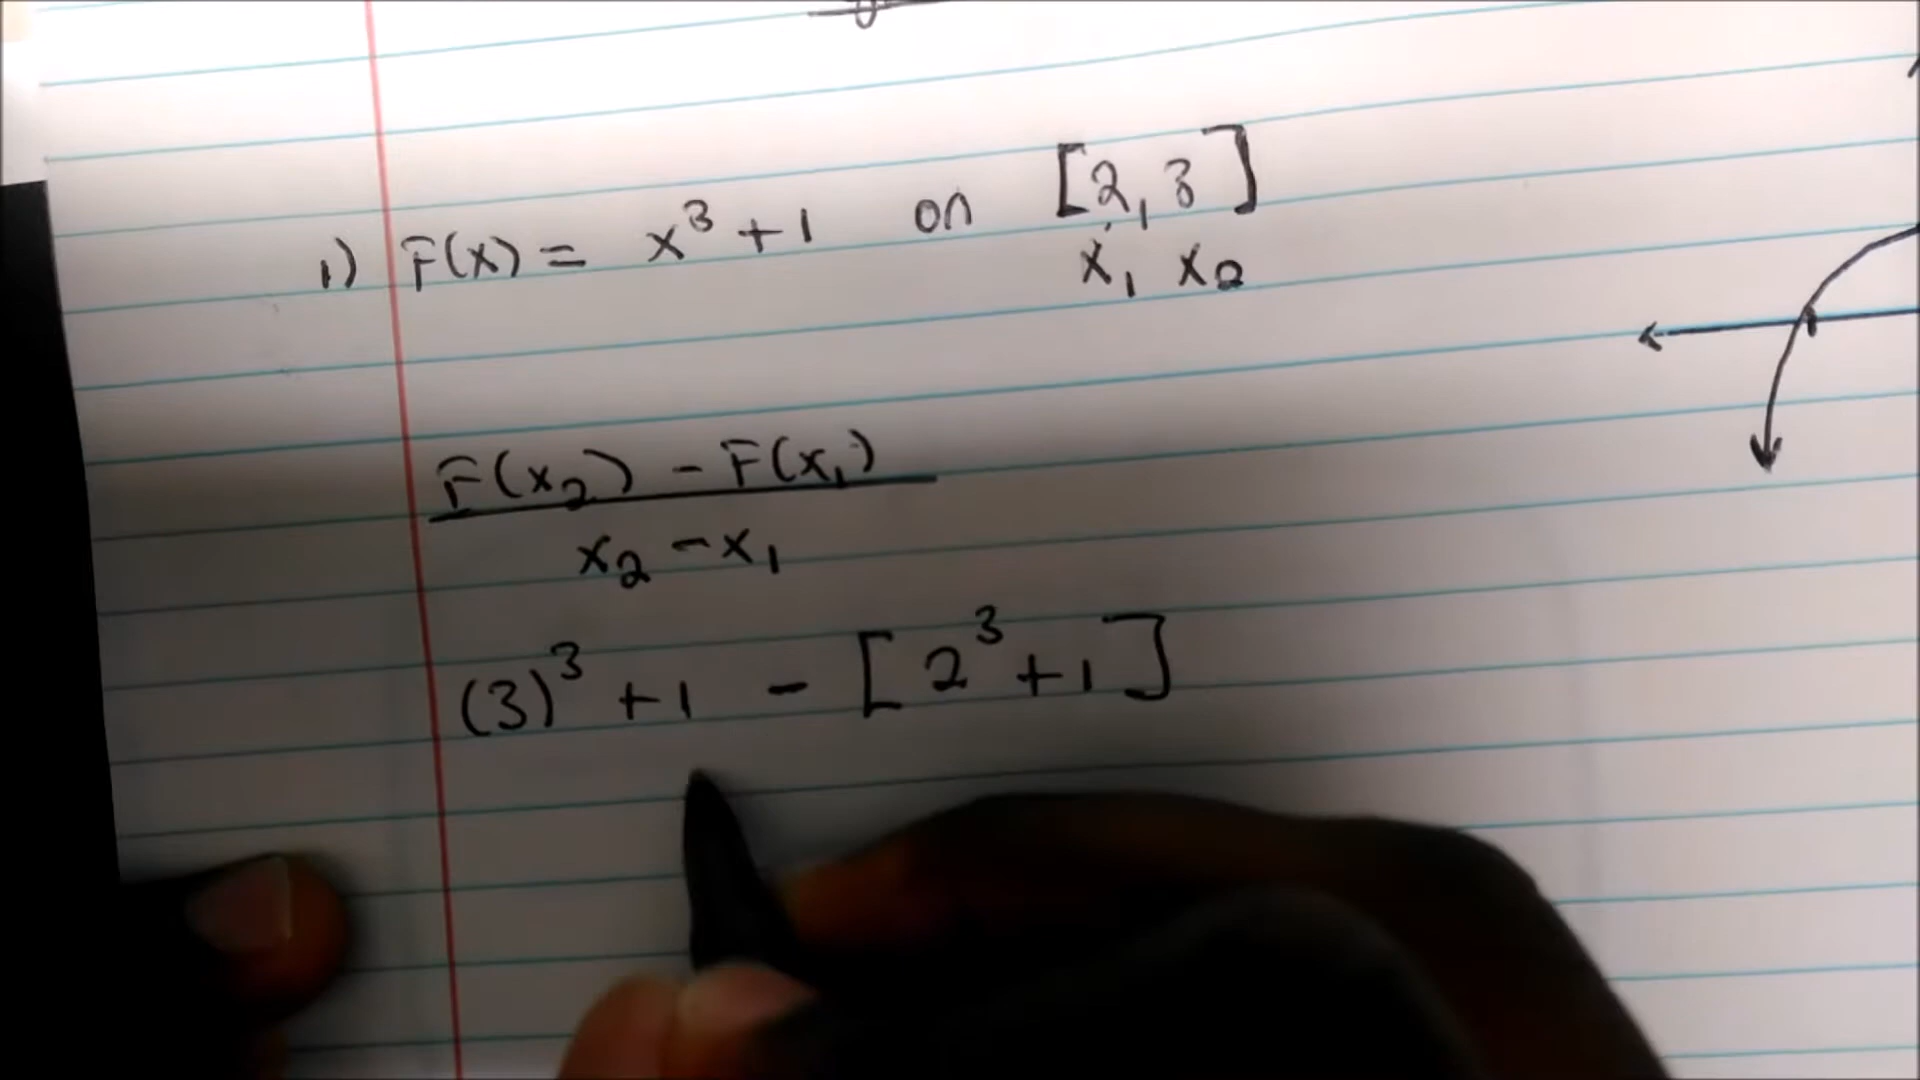 1) F(x) = x³ + 1 on [2, 3]
x₁ x₂
F(x₂) - F(x₁)
x₂ - x₁
(3)³ + 1 - [2³ + 1]